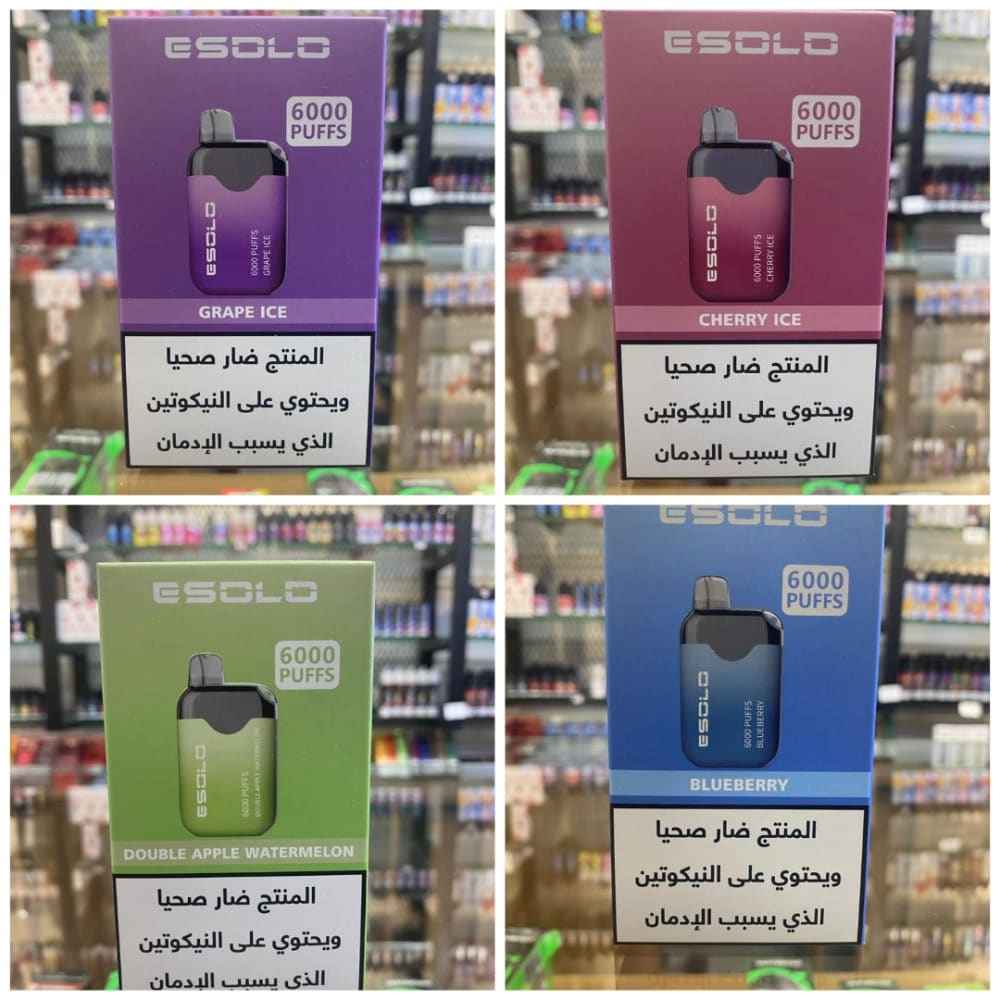 ESOLO
6000
PUFFS
ESOLO
6000 PUFFS
GRAPE ICE
GRAPE ICE
المنتج ضار صحيا
ويحتوي على النيكوتين
الذي يسبب الإدمان
ESOLO
6000
PUFFS
ESOLO
6000 PUFFS
CHERRY ICE
CHERRY ICE
المنتج ضار صحيا
ويحتوي على النيكوتين
الذي يسبب الإدمان
ESOLO
6000
PUFFS
ESOLO
6000 PUFFS
DOUBLE APPLE WATERMELON
DOUBLE APPLE WATERMELON
المنتج ضار صحيا
ويحتوي على النيكوتين
الذي يسبب الإدمان
ESOLO
6000
PUFFS
ESOLO
6000 PUFFS
BLUEBERRY
BLUEBERRY
المنتج ضار صحيا
ويحتوي على النيكوتين
الذي يسبب الإدمان